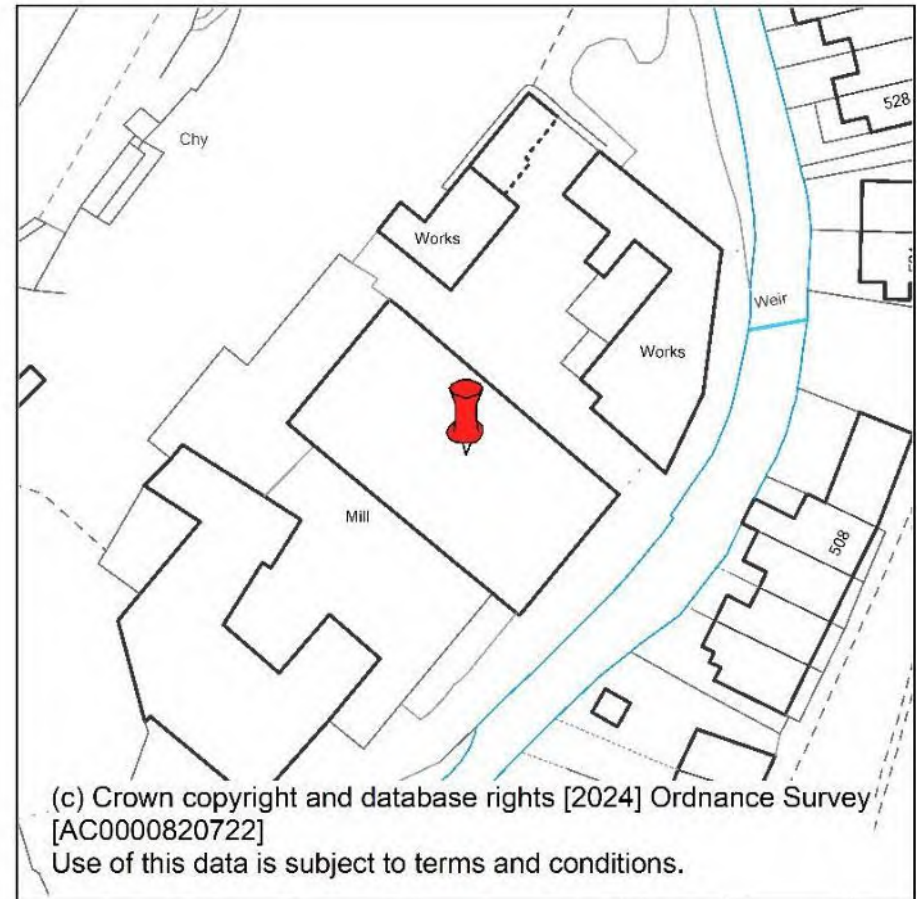 528
Chy
Works
Weir
Works
Mill
508
(c) Crown copyright and database rights [2024] Ordnance Survey
[AC0000820722]
Use of this data is subject to terms and conditions.